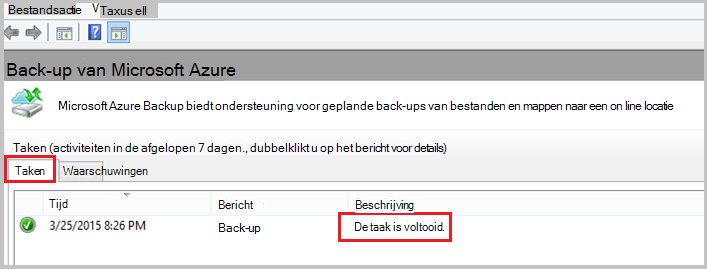 Bestandsactie V Taxus ell
Back-up van Microsoft Azure
Microsoft Azure Backup biedt ondersteuning voor geplande back-ups van bestanden en mappen naar een on line locatie
Taken (activiteiten in de afgelopen 7 dagen., dubbelklikt u op het bericht voor details)
Taken Waarschuwingen
Tijd Bericht Beschrijving
3/25/2015 8:26 PM Back-up De taak is voltooid.